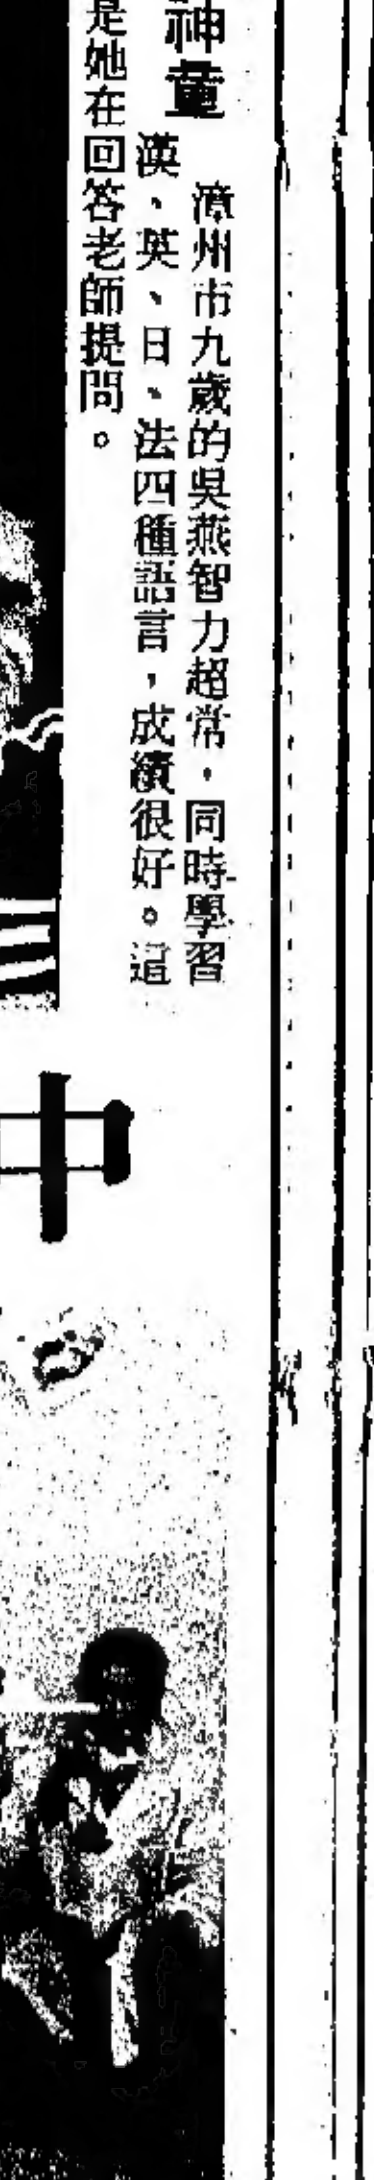 神童
漳州市九歲的吳燕智力超常，同時學習
漢、英、日、法四種語言，成績很好。這
是她在回答老師提問。
中